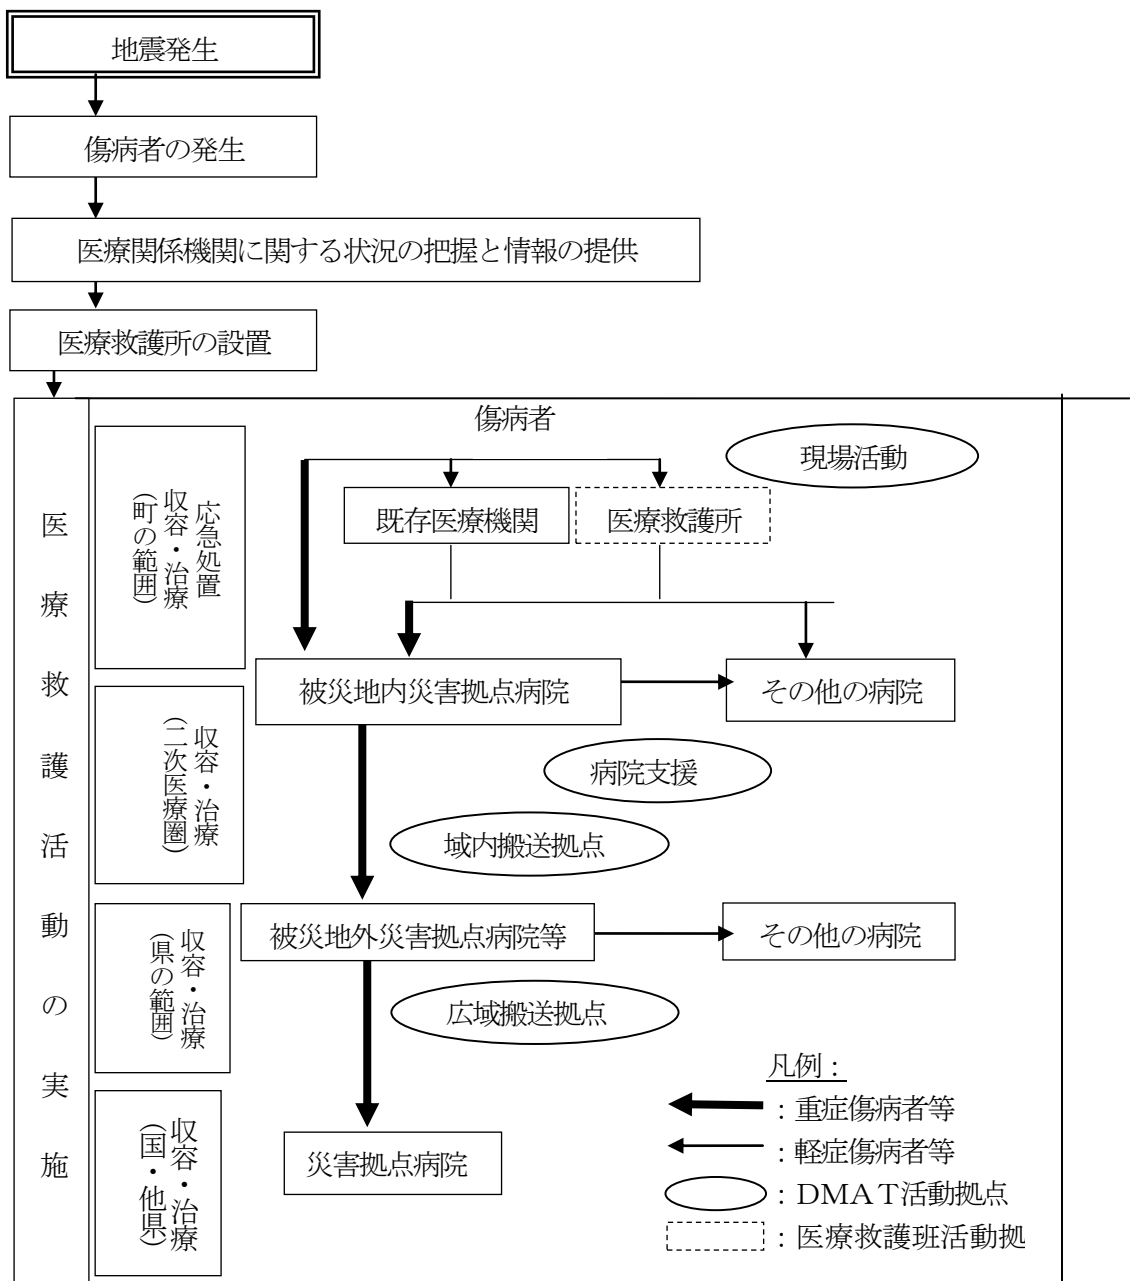 地震発生
傷病者の発生
医療関係機関に関する状況の把握と情報の提供
医療救護所の設置
医療救護活動の実施
応急処置
収容・治療
(町の範囲)
傷病者
現場活動
既存医療機関
医療救護所
被災地内災害拠点病院
その他の病院
収容・治療
(二次医療圏)
病院支援
域内搬送拠点
収容・治療
(県の範囲)
被災地外災害拠点病院等
その他の病院
広域搬送拠点
収容・治療
(国・他県)
災害拠点病院
凡例：
：重症傷病者等
：軽症傷病者等
：DMAT活動拠点
：医療救護班活動拠